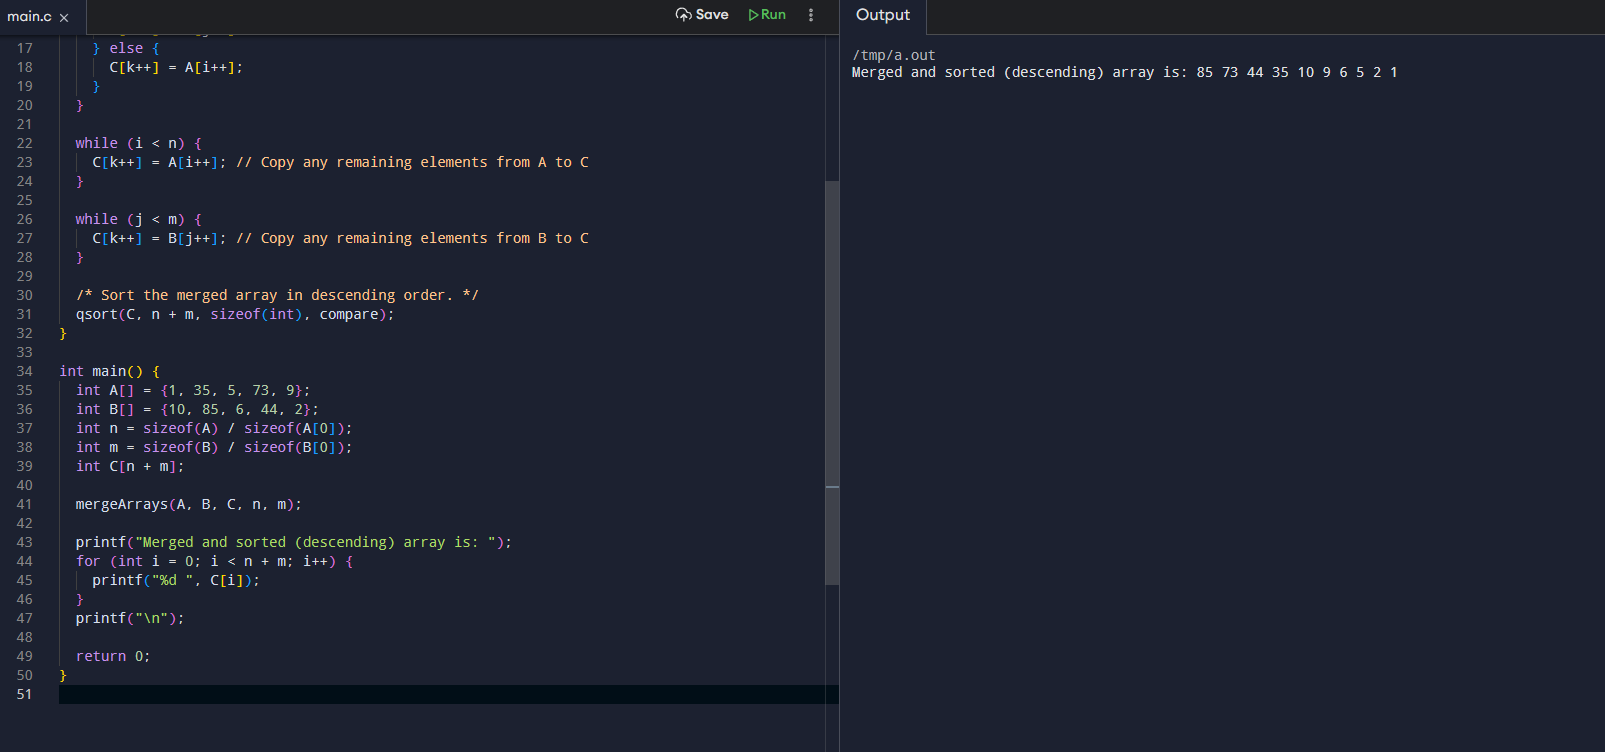 main.c ×
Save
Run
Output
17 } else {
18 C[k++] = A[i++];
19 }
20 }
21
22 while (i < n) {
23 C[k++] = A[i++]; // Copy any remaining elements from A to C
24 }
25
26 while (j < m) {
27 C[k++] = B[j++]; // Copy any remaining elements from B to C
28 }
29
30 /* Sort the merged array in descending order. */
31 qsort(C, n + m, sizeof(int), compare);
32 }
33
34 int main() {
35 int A[] = {1, 35, 5, 73, 9};
36 int B[] = {10, 85, 6, 44, 2};
37 int n = sizeof(A) / sizeof(A[0]);
38 int m = sizeof(B) / sizeof(B[0]);
39 int C[n + m];
40
41 mergeArrays(A, B, C, n, m);
42
43 printf("Merged and sorted (descending) array is: ");
44 for (int i = 0; i < n + m; i++) {
45 printf("%d ", C[i]);
46 }
47 printf("\n");
48
49 return 0;
50 }
51
/tmp/a.out
Merged and sorted (descending) array is: 85 73 44 35 10 9 6 5 2 1